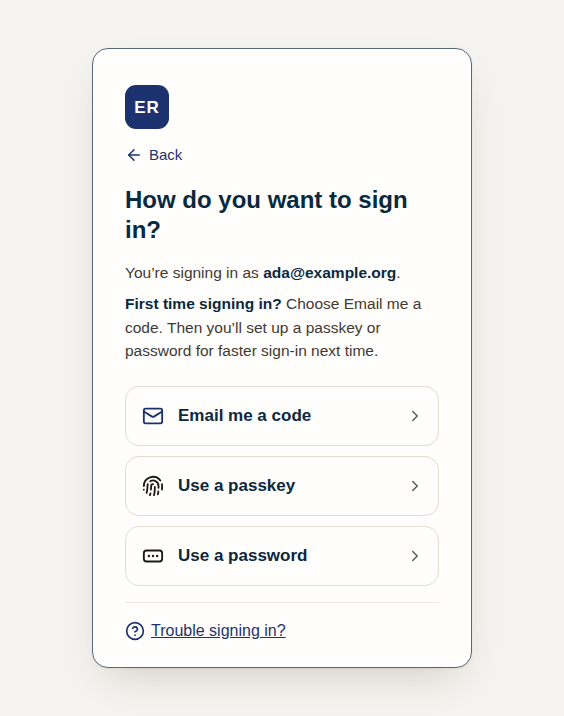 ER
Back
How do you want to sign
in?
You’re signing in as ada@example.org.
First time signing in? Choose Email me a
code. Then you’ll set up a passkey or
password for faster sign-in next time.
Email me a code
Use a passkey
Use a password
Trouble signing in?